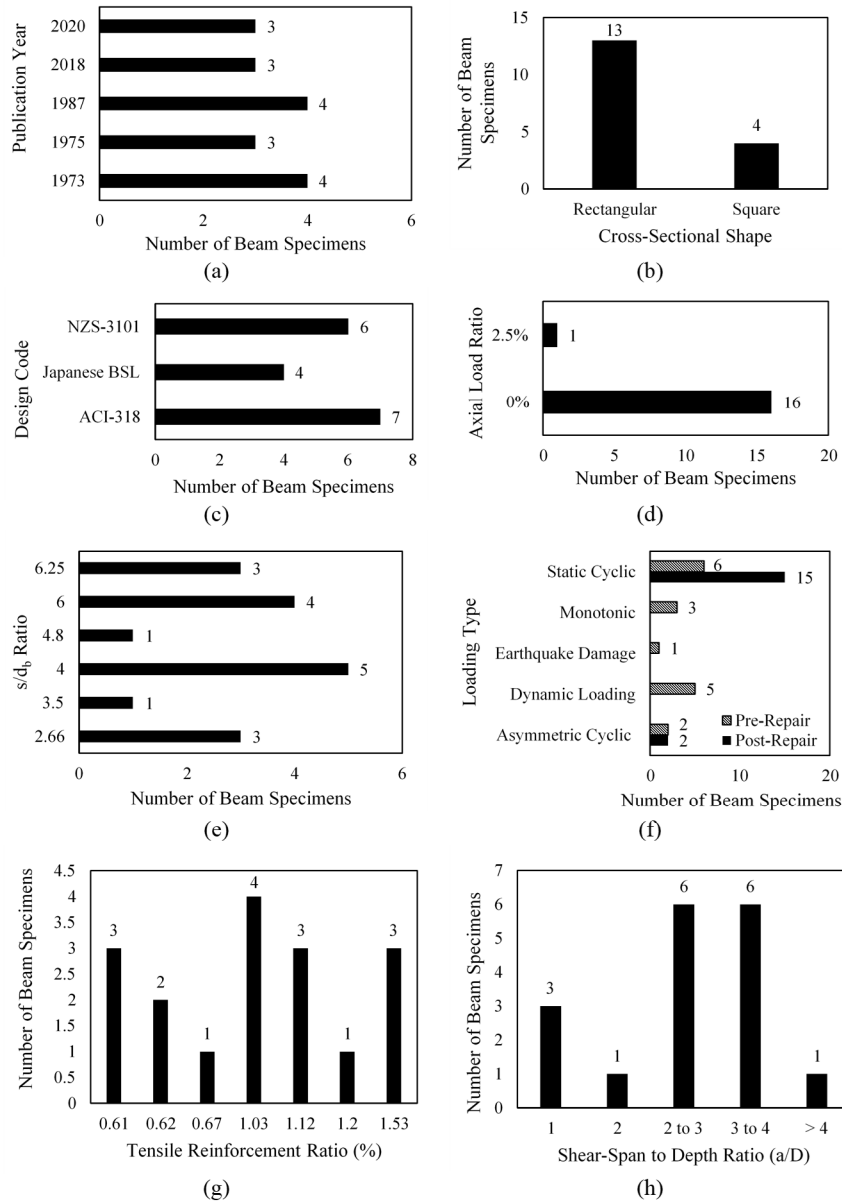 Publication Year
2020
3
2018
3
1987
4
1975
3
1973
4
0 2 4 6
Number of Beam Specimens
(a)
Number of Beam
Specimens
15
10
5
0
13
4
Rectangular Square
Cross-Sectional Shape
(b)
Design Code
NZS-3101
6
Japanese BSL
4
ACI-318
7
0 2 4 6 8
Number of Beam Specimens
(c)
Axial Load Ratio
2.5%
1
0%
16
0 5 10 15 20
Number of Beam Specimens
(d)
s/db Ratio
6.25
3
6
4
4.8
1
4
5
3.5
1
2.66
3
0 2 4 6
Number of Beam Specimens
(e)
Loading Type
Static Cyclic
6
15
Monotonic
3
Earthquake Damage
1
Dynamic Loading
5
Asymmetric Cyclic
2
2
Pre-Repair
Post-Repair
0 10 20
Number of Beam Specimens
(f)
Number of Beam Specimens
4.5
4
3.5
3
2.5
2
1.5
1
0.5
0
3 2 1 4 3 1 3
0.61 0.62 0.67 1.03 1.12 1.2 1.53
Tensile Reinforcement Ratio (%)
(g)
Number of Beam Specimens
7
6
5
4
3
2
1
0
3 1 6 6 1
1 2 2 to 3 3 to 4 > 4
Shear-Span to Depth Ratio (a/D)
(h)